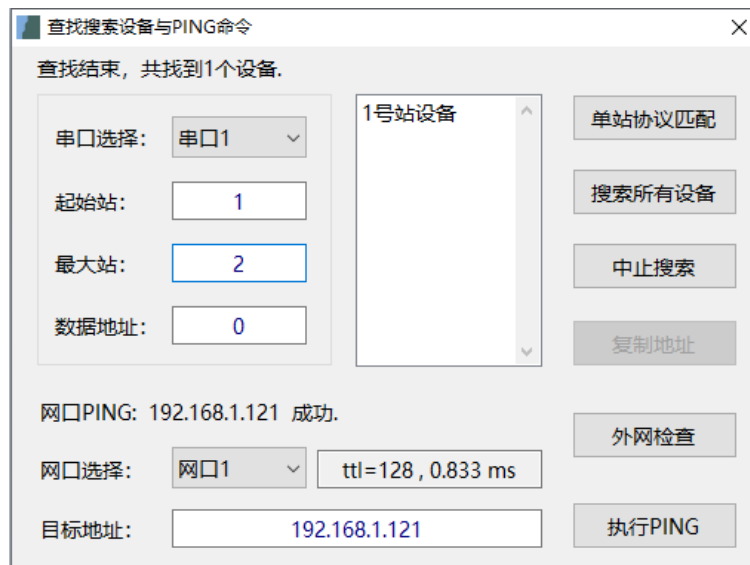 查找搜索设备与PING命令
查找结束，共找到1个设备.
串口选择： 串口1
起始站： 1
最大站： 2
数据地址： 0
1号站设备
单站协议匹配
搜索所有设备
中止搜索
复制地址
网口PING: 192.168.1.121 成功.
网口选择： 网口1 ttl=128 , 0.833 ms
目标地址： 192.168.1.121
外网检查
执行PING